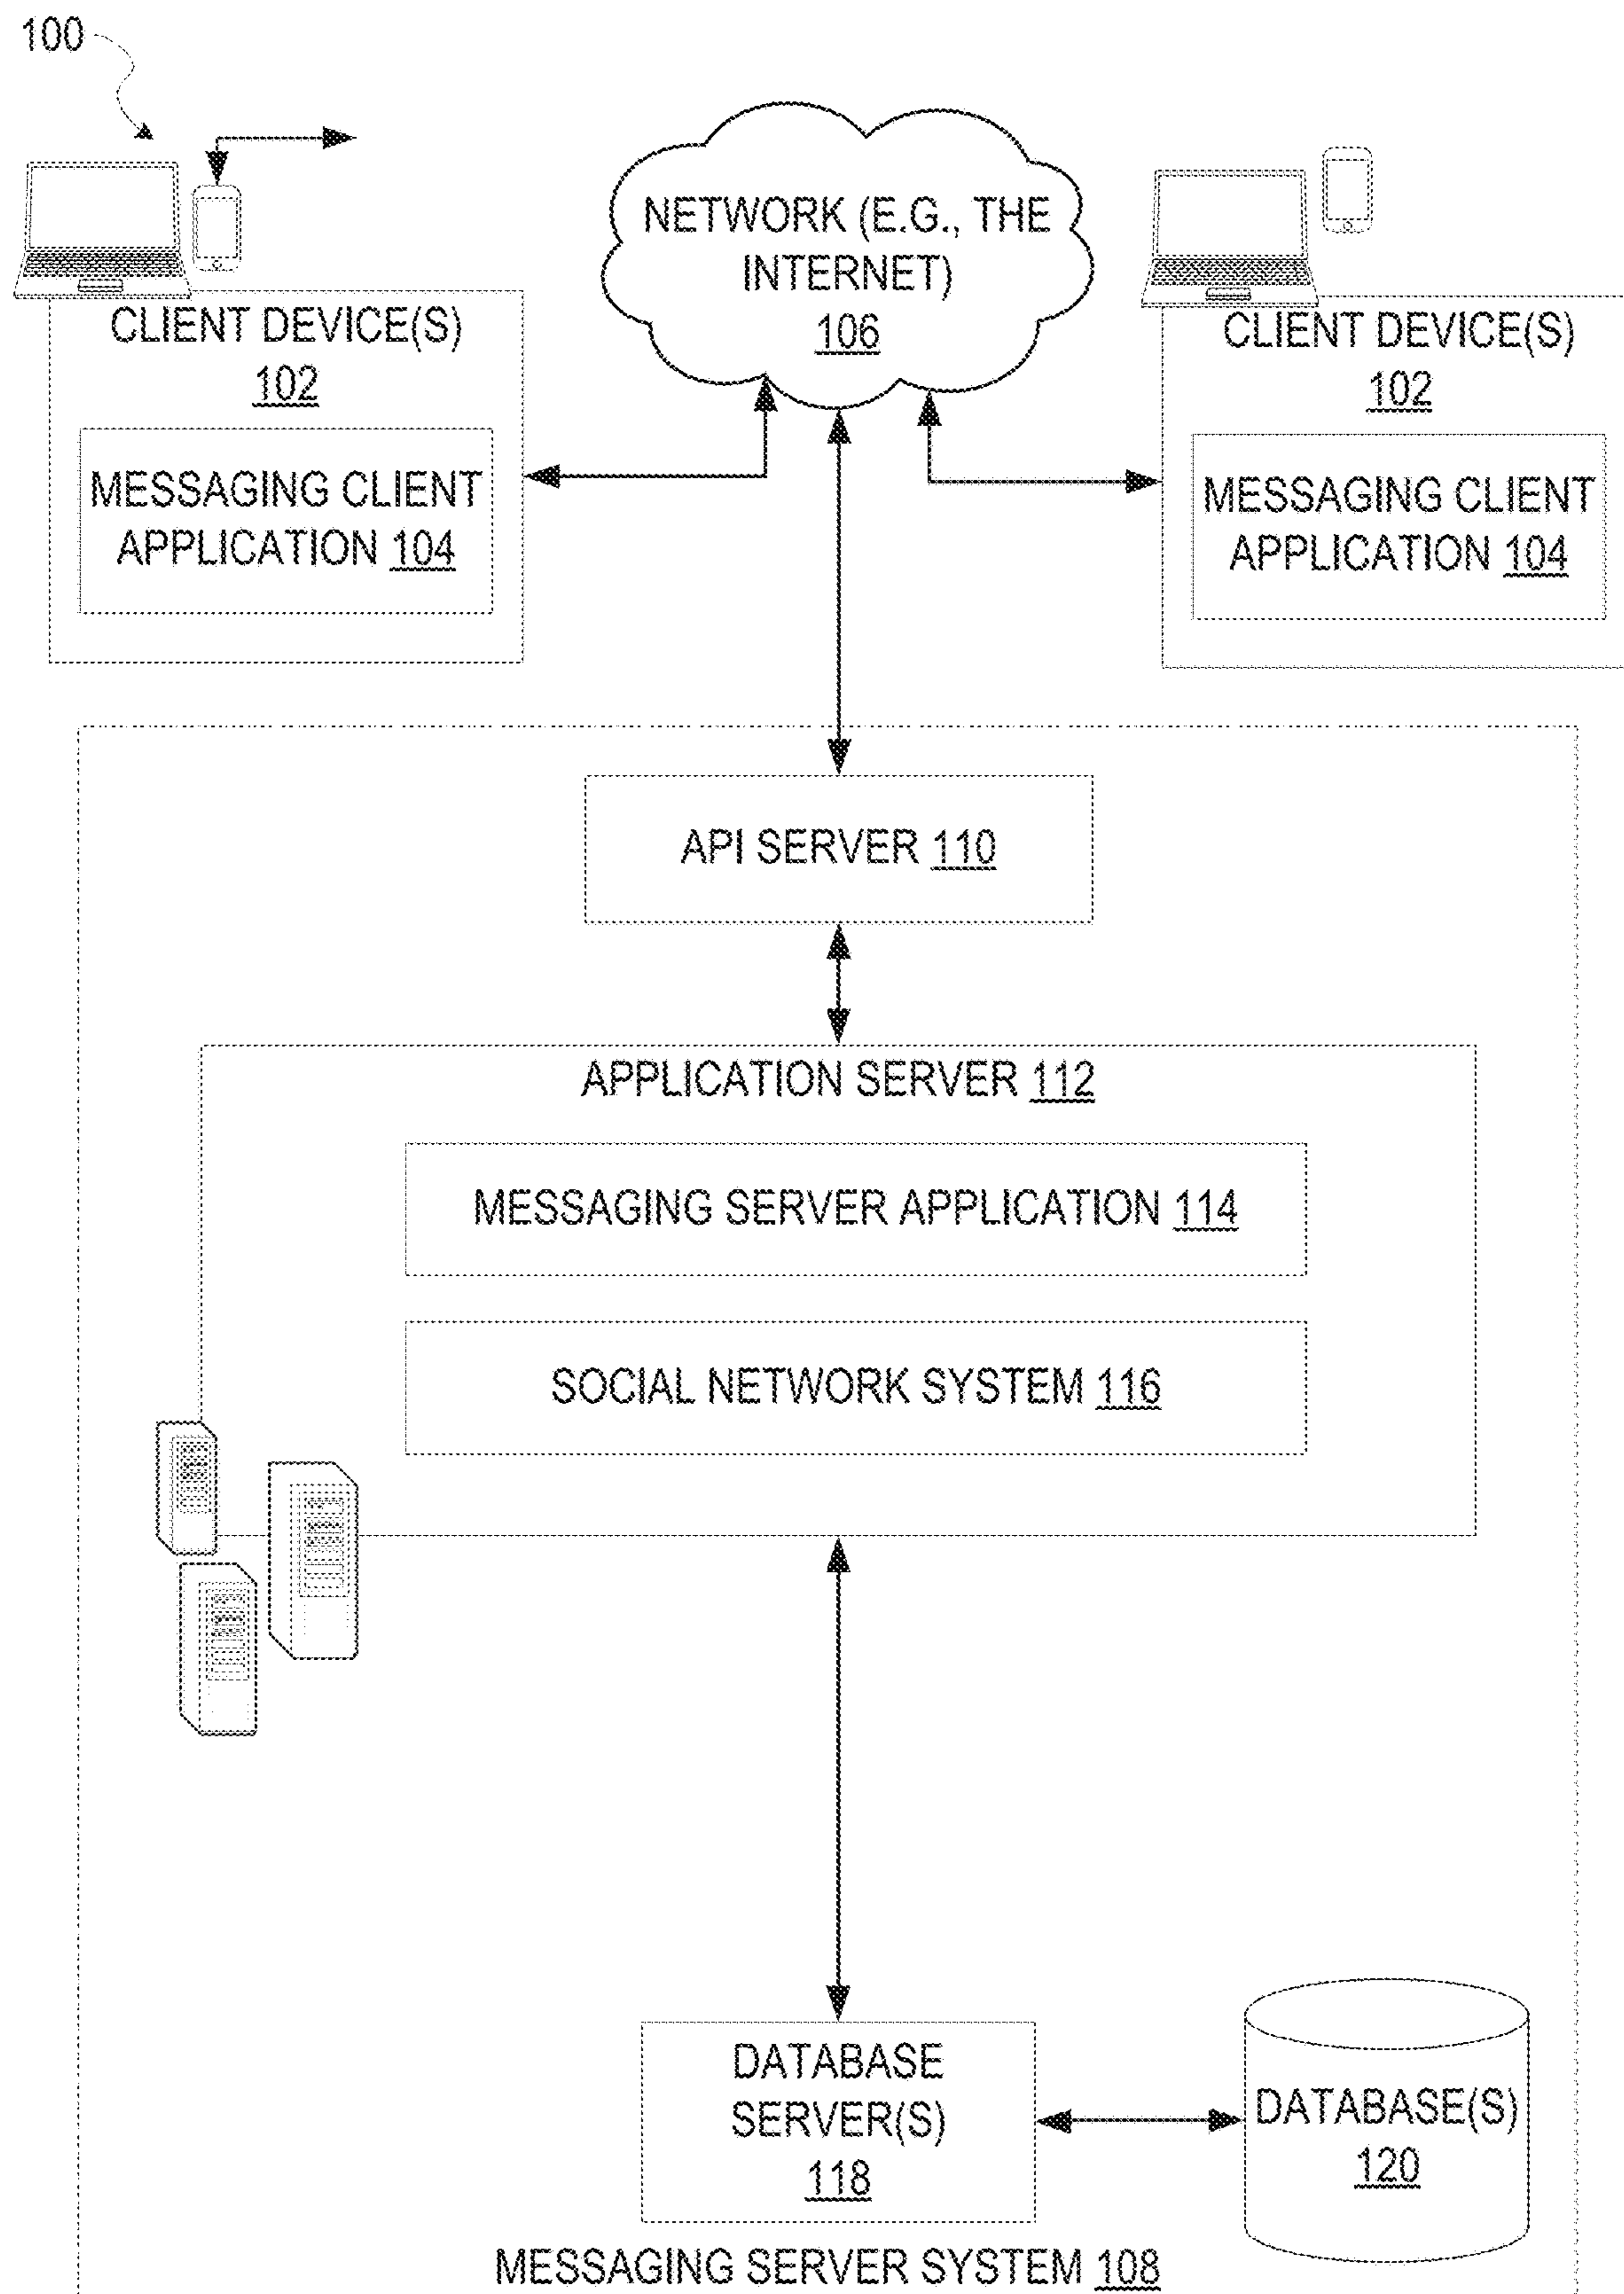 100
NETWORK (E.G., THE
INTERNET)
106
CLIENT DEVICE(S)
102
MESSAGING CLIENT
APPLICATION 104
CLIENT DEVICE(S)
102
MESSAGING CLIENT
APPLICATION 104
API SERVER 110
APPLICATION SERVER 112
MESSAGING SERVER APPLICATION 114
SOCIAL NETWORK SYSTEM 116
DATABASE
SERVER(S)
118
DATABASE(S)
120
MESSAGING SERVER SYSTEM 108